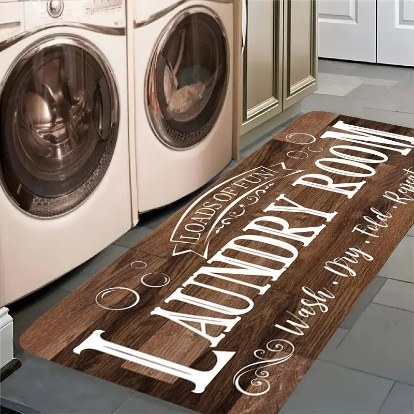 LOADS OF FUN
LAUNDRY ROOM
Wash · Dry · Fold · Repeat